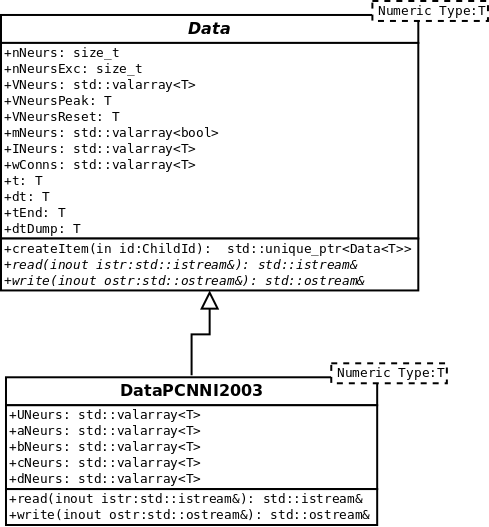 Numeric Type:T
Data
+nNeurs: size_t
+nNeursExc: size_t
+VNeurs: std::valarray<T>
+VNeursPeak: T
+VNeursReset: T
+mNeurs: std::valarray<bool>
+INeurs: std::valarray<T>
+wConns: std::valarray<T>
+t: T
+dt: T
+tEnd: T
+dtDump: T
+createItem(in id:ChildId):  std::unique_ptr<Data<T>>
+read(inout istr:std::istream&): std::istream&
+write(inout ostr:std::ostream&): std::ostream&
Numeric Type:T
DataPCNNI2003
+UNeurs: std::valarray<T>
+aNeurs: std::valarray<T>
+bNeurs: std::valarray<T>
+cNeurs: std::valarray<T>
+dNeurs: std::valarray<T>
+read(inout istr:std::istream&): std::istream&
+write(inout ostr:std::ostream&): std::ostream&